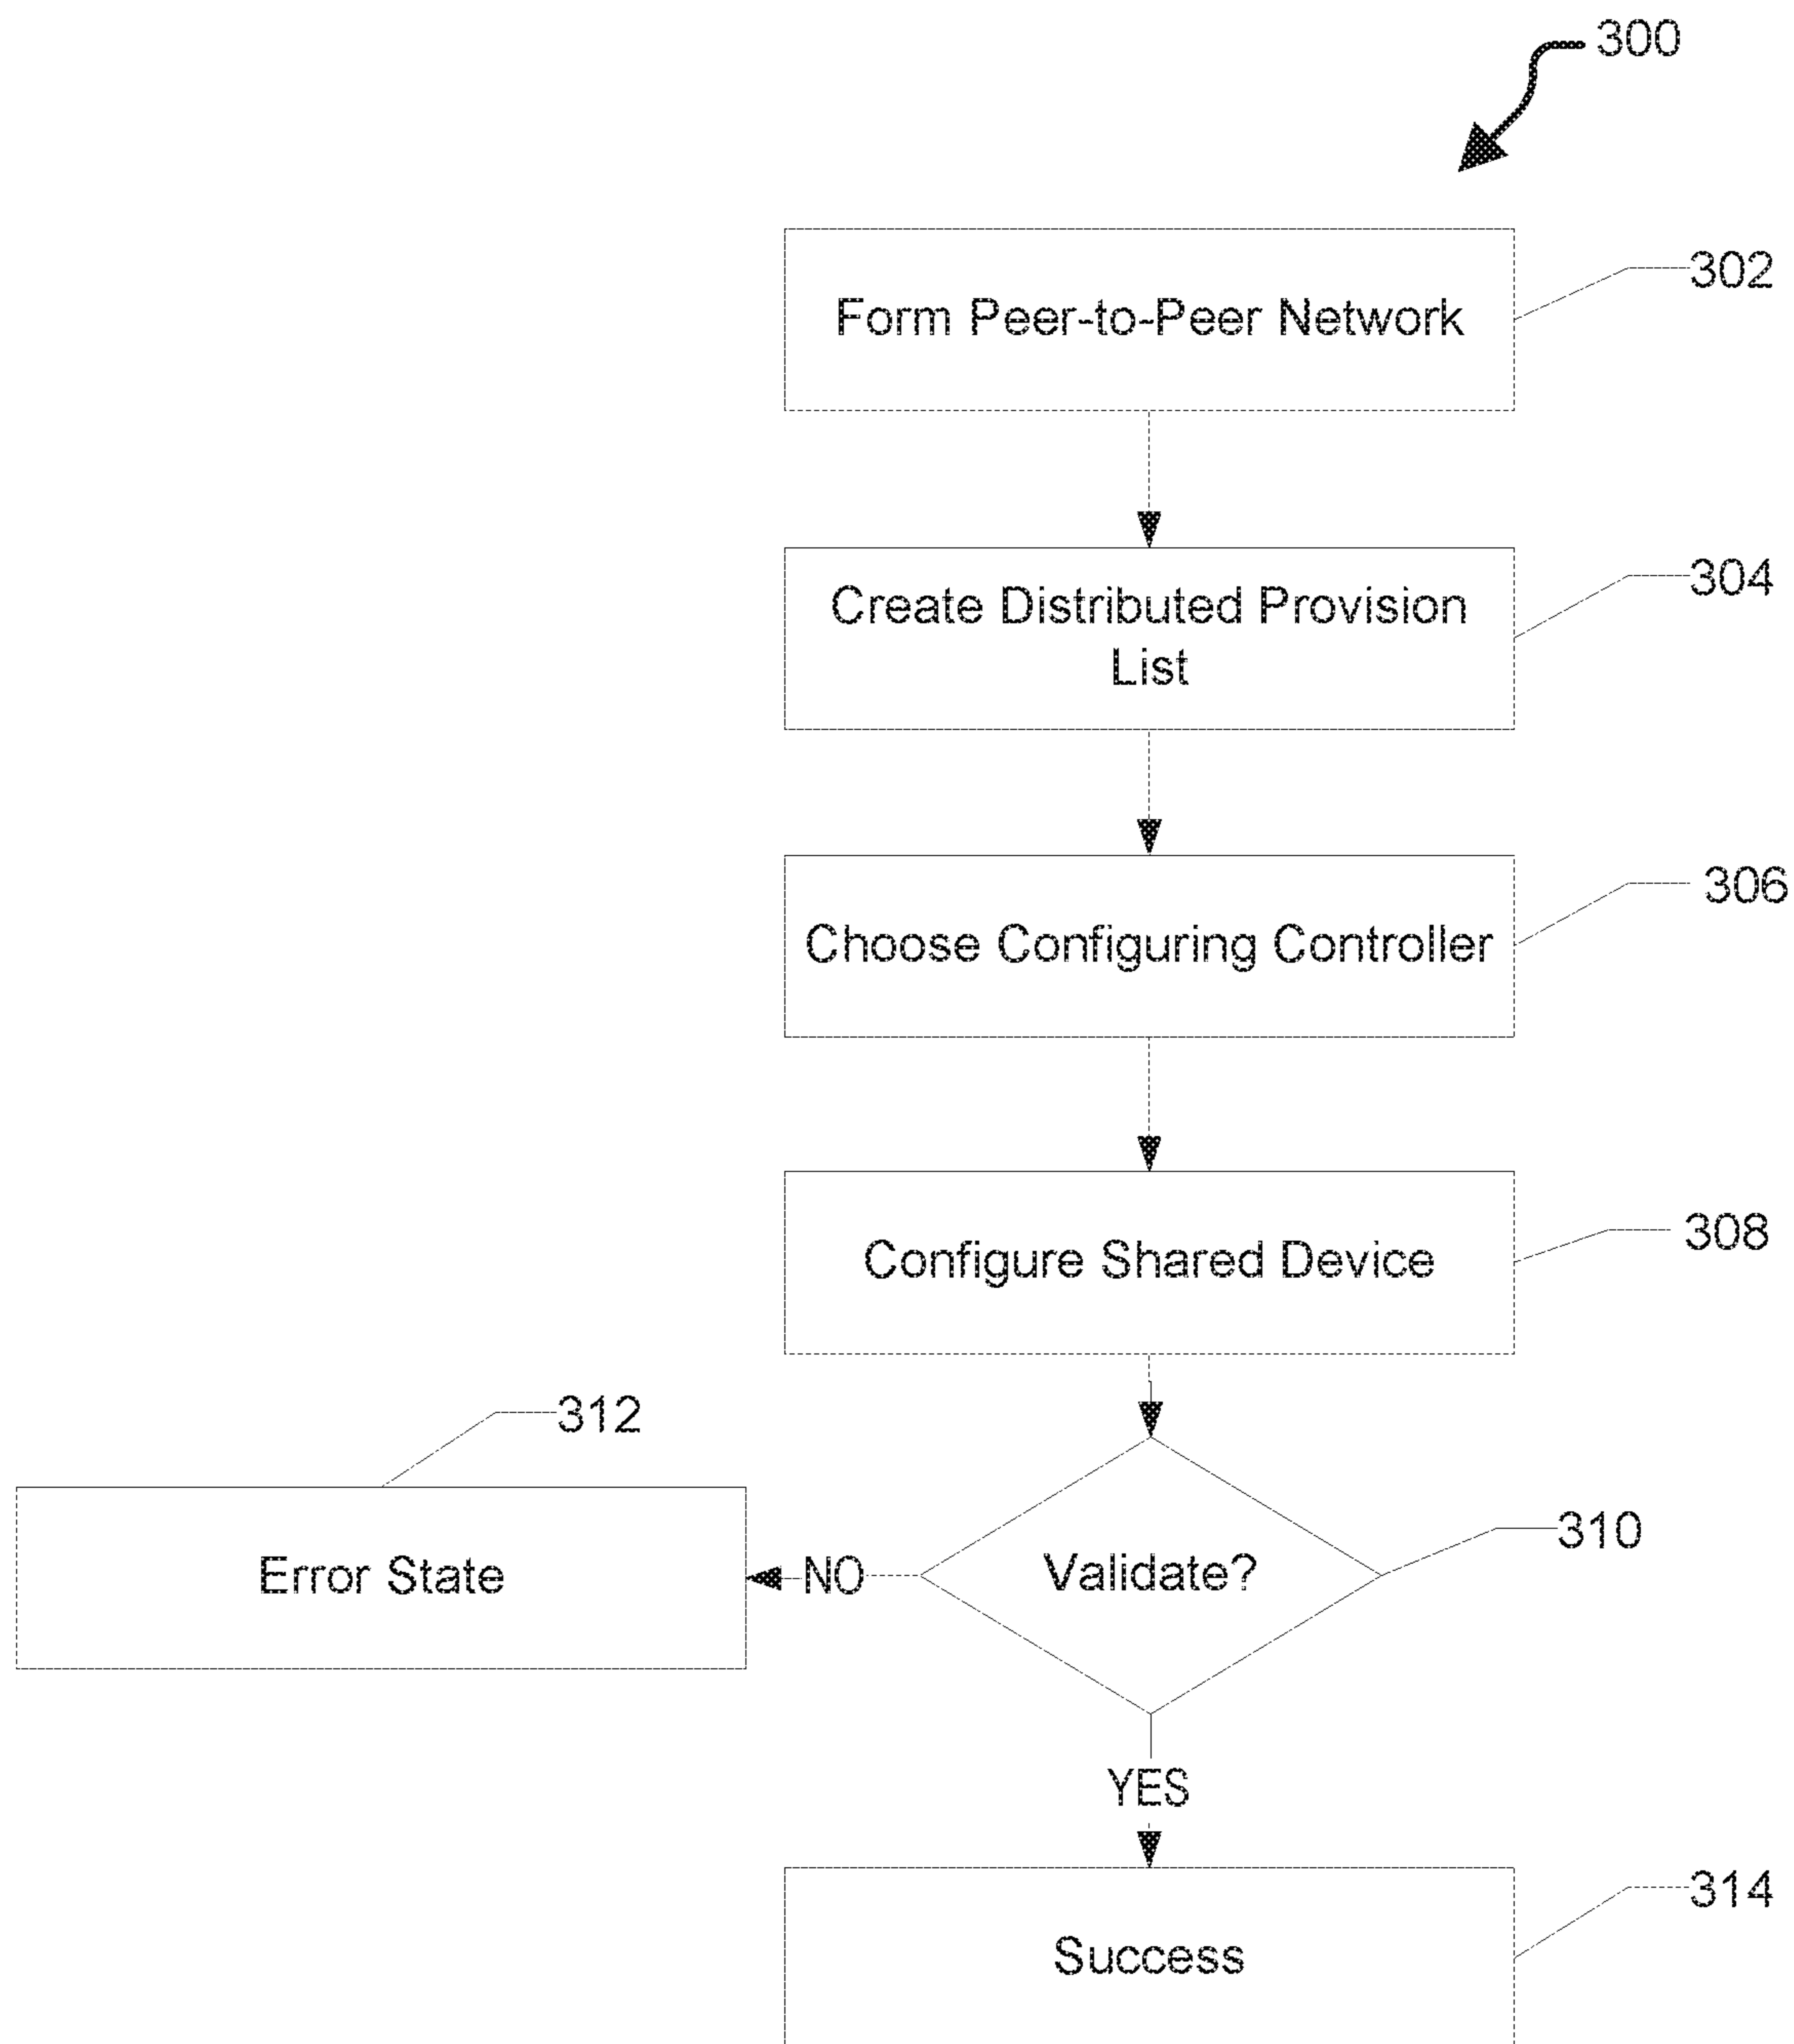 300
Form Peer-to-Peer Network
302
Create Distributed Provision
List
304
Choose Configuring Controller
306
Configure Shared Device
308
312
Error State
NO
Validate?
310
YES
Success
314